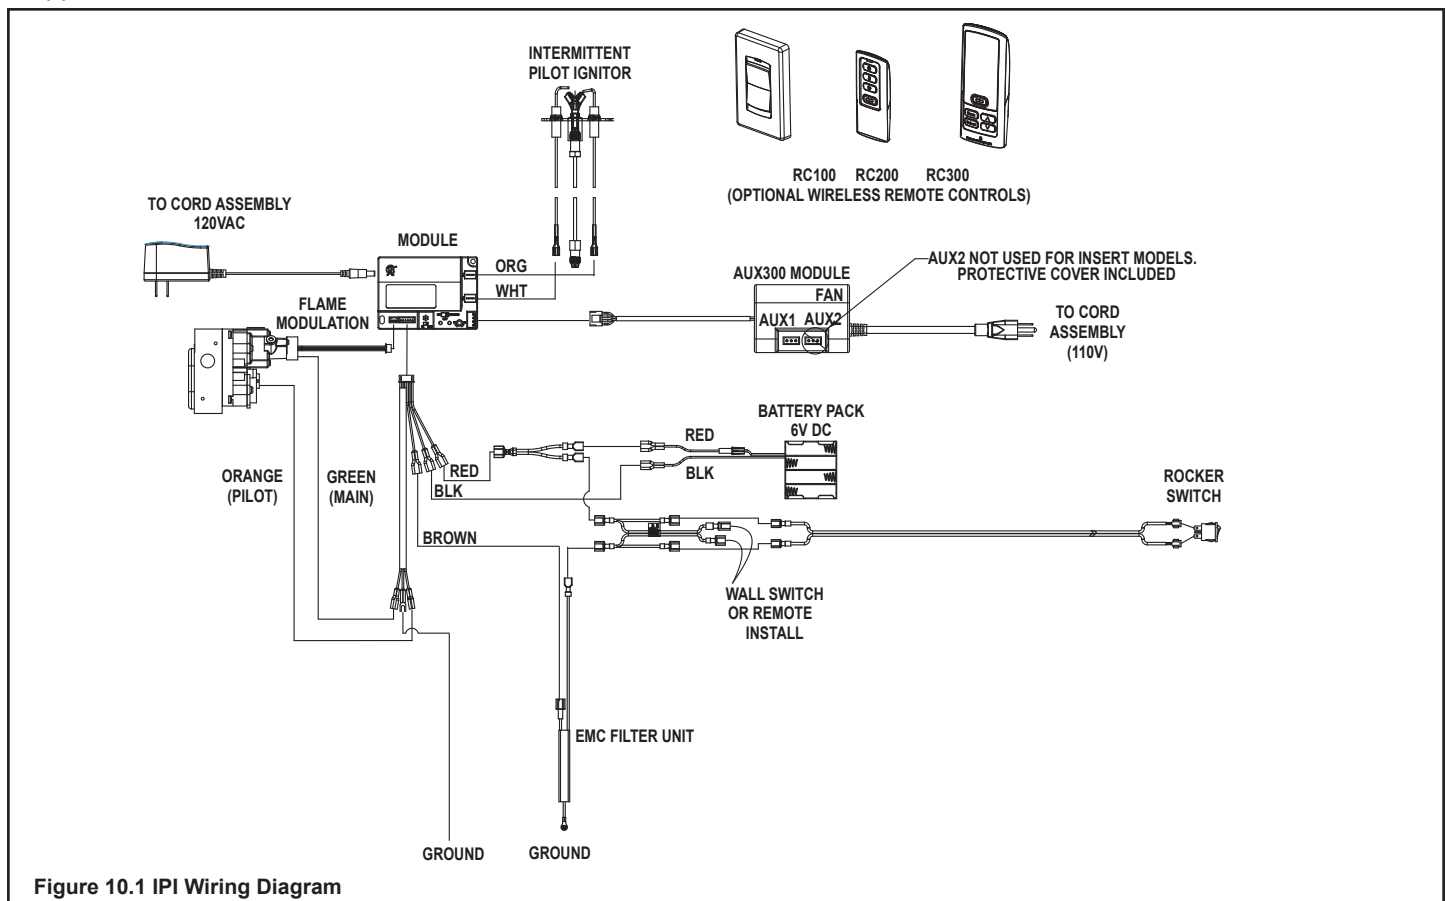 INTERMITTENT
PILOT IGNITOR
RC100 RC200 RC300
(OPTIONAL WIRELESS REMOTE CONTROLS)
TO CORD ASSEMBLY
120VAC
MODULE
ORG
WHT
AUX2 NOT USED FOR INSERT MODELS.
PROTECTIVE COVER INCLUDED
AUX300 MODULE
FAN
AUX1 AUX2
TO CORD
ASSEMBLY
(110V)
FLAME
MODULATION
BATTERY PACK
6V DC
RED
BLK
RED
BLK
ORANGE
(PILOT)
GREEN
(MAIN)
ROCKER
SWITCH
BROWN
WALL SWITCH
OR REMOTE
INSTALL
EMC FILTER UNIT
GROUND
GROUND
Figure 10.1 IPI Wiring Diagram